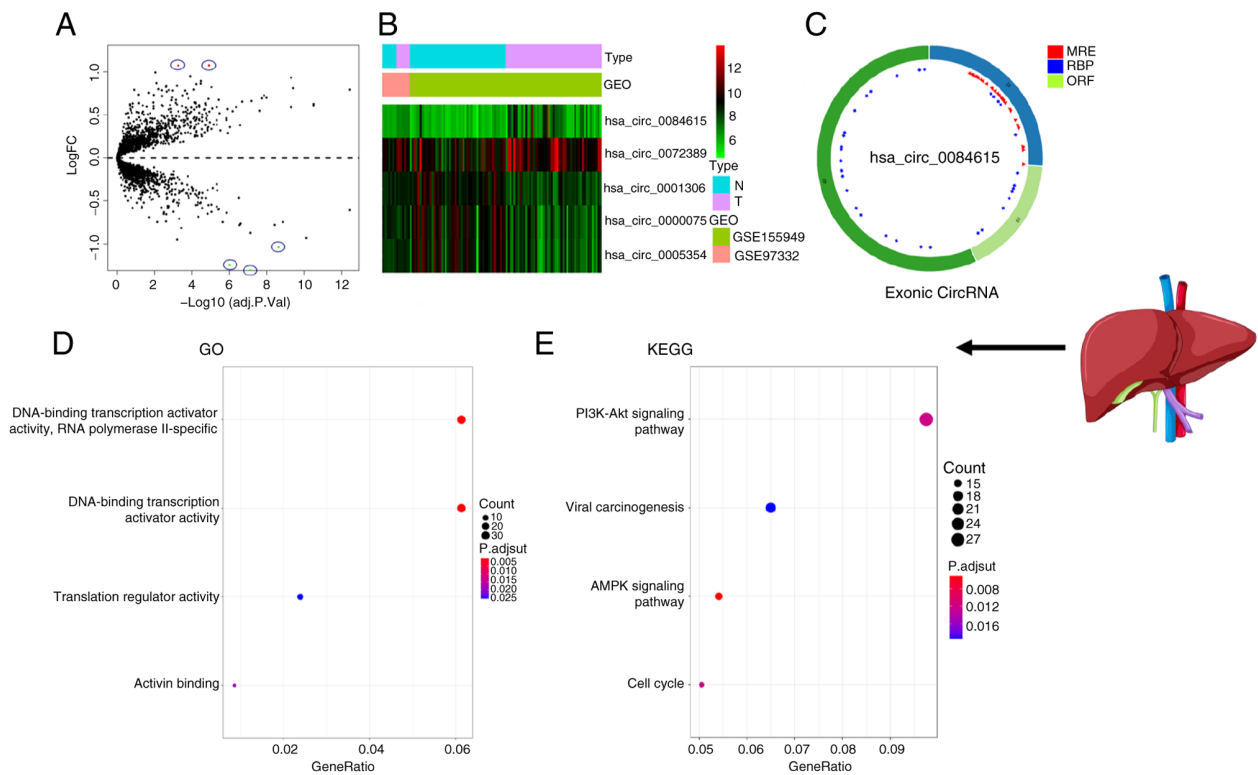 A
LogFC
1.0
0.5
0.0
−0.5
−1.0
0
2
4
6
8
10
12
−Log10 (adj.P.Val)
B
Type
GEO
hsa_circ_0084615
hsa_circ_0072389
hsa_circ_0001306
hsa_circ_0000075
hsa_circ_0005354
12
10
8
6
Type
N
T
GEO
GSE155949
GSE97332
C
hsa_circ_0084615
Exonic CircRNA
MRE
RBP
ORF
D
GO
DNA-binding transcription activator
activity, RNA polymerase II-specific
DNA-binding transcription
activator activity
Translation regulator activity
Activin binding
0.02
0.04
0.06
GeneRatio
Count
10
20
30
P.adjsut
0.005
0.010
0.015
0.020
0.025
E
KEGG
PI3K-Akt signaling
pathway
Viral carcinogenesis
AMPK signaling
pathway
Cell cycle
0.05
0.06
0.07
0.08
0.09
GeneRatio
Count
15
18
21
24
27
P.adjsut
0.008
0.012
0.016